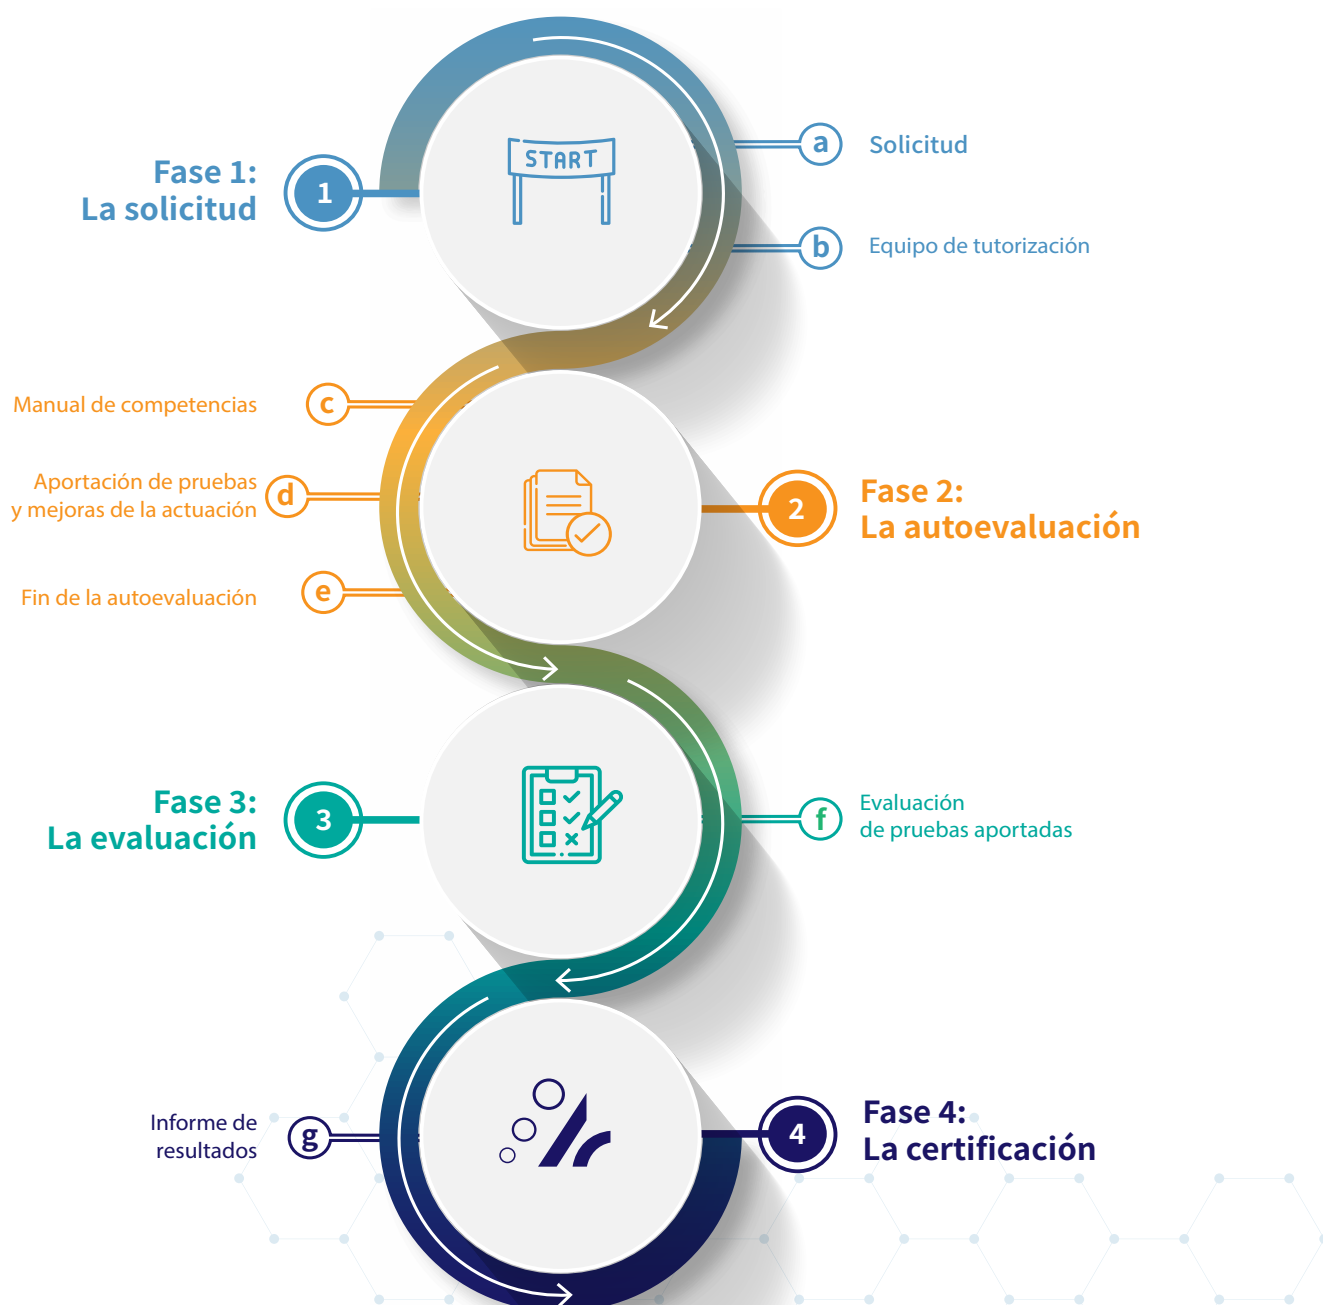 Fase 1:
La solicitud
1
START
a
Solicitud
b
Equipo de tutorización
Manual de competencias
c
Aportación de pruebas
y mejoras de la actuación
d
Fin de la autoevaluación
e
2
Fase 2:
La autoevaluación
Fase 3:
La evaluación
3
f
Evaluación
de pruebas aportadas
Informe de
resultados
g
4
Fase 4:
La certificación